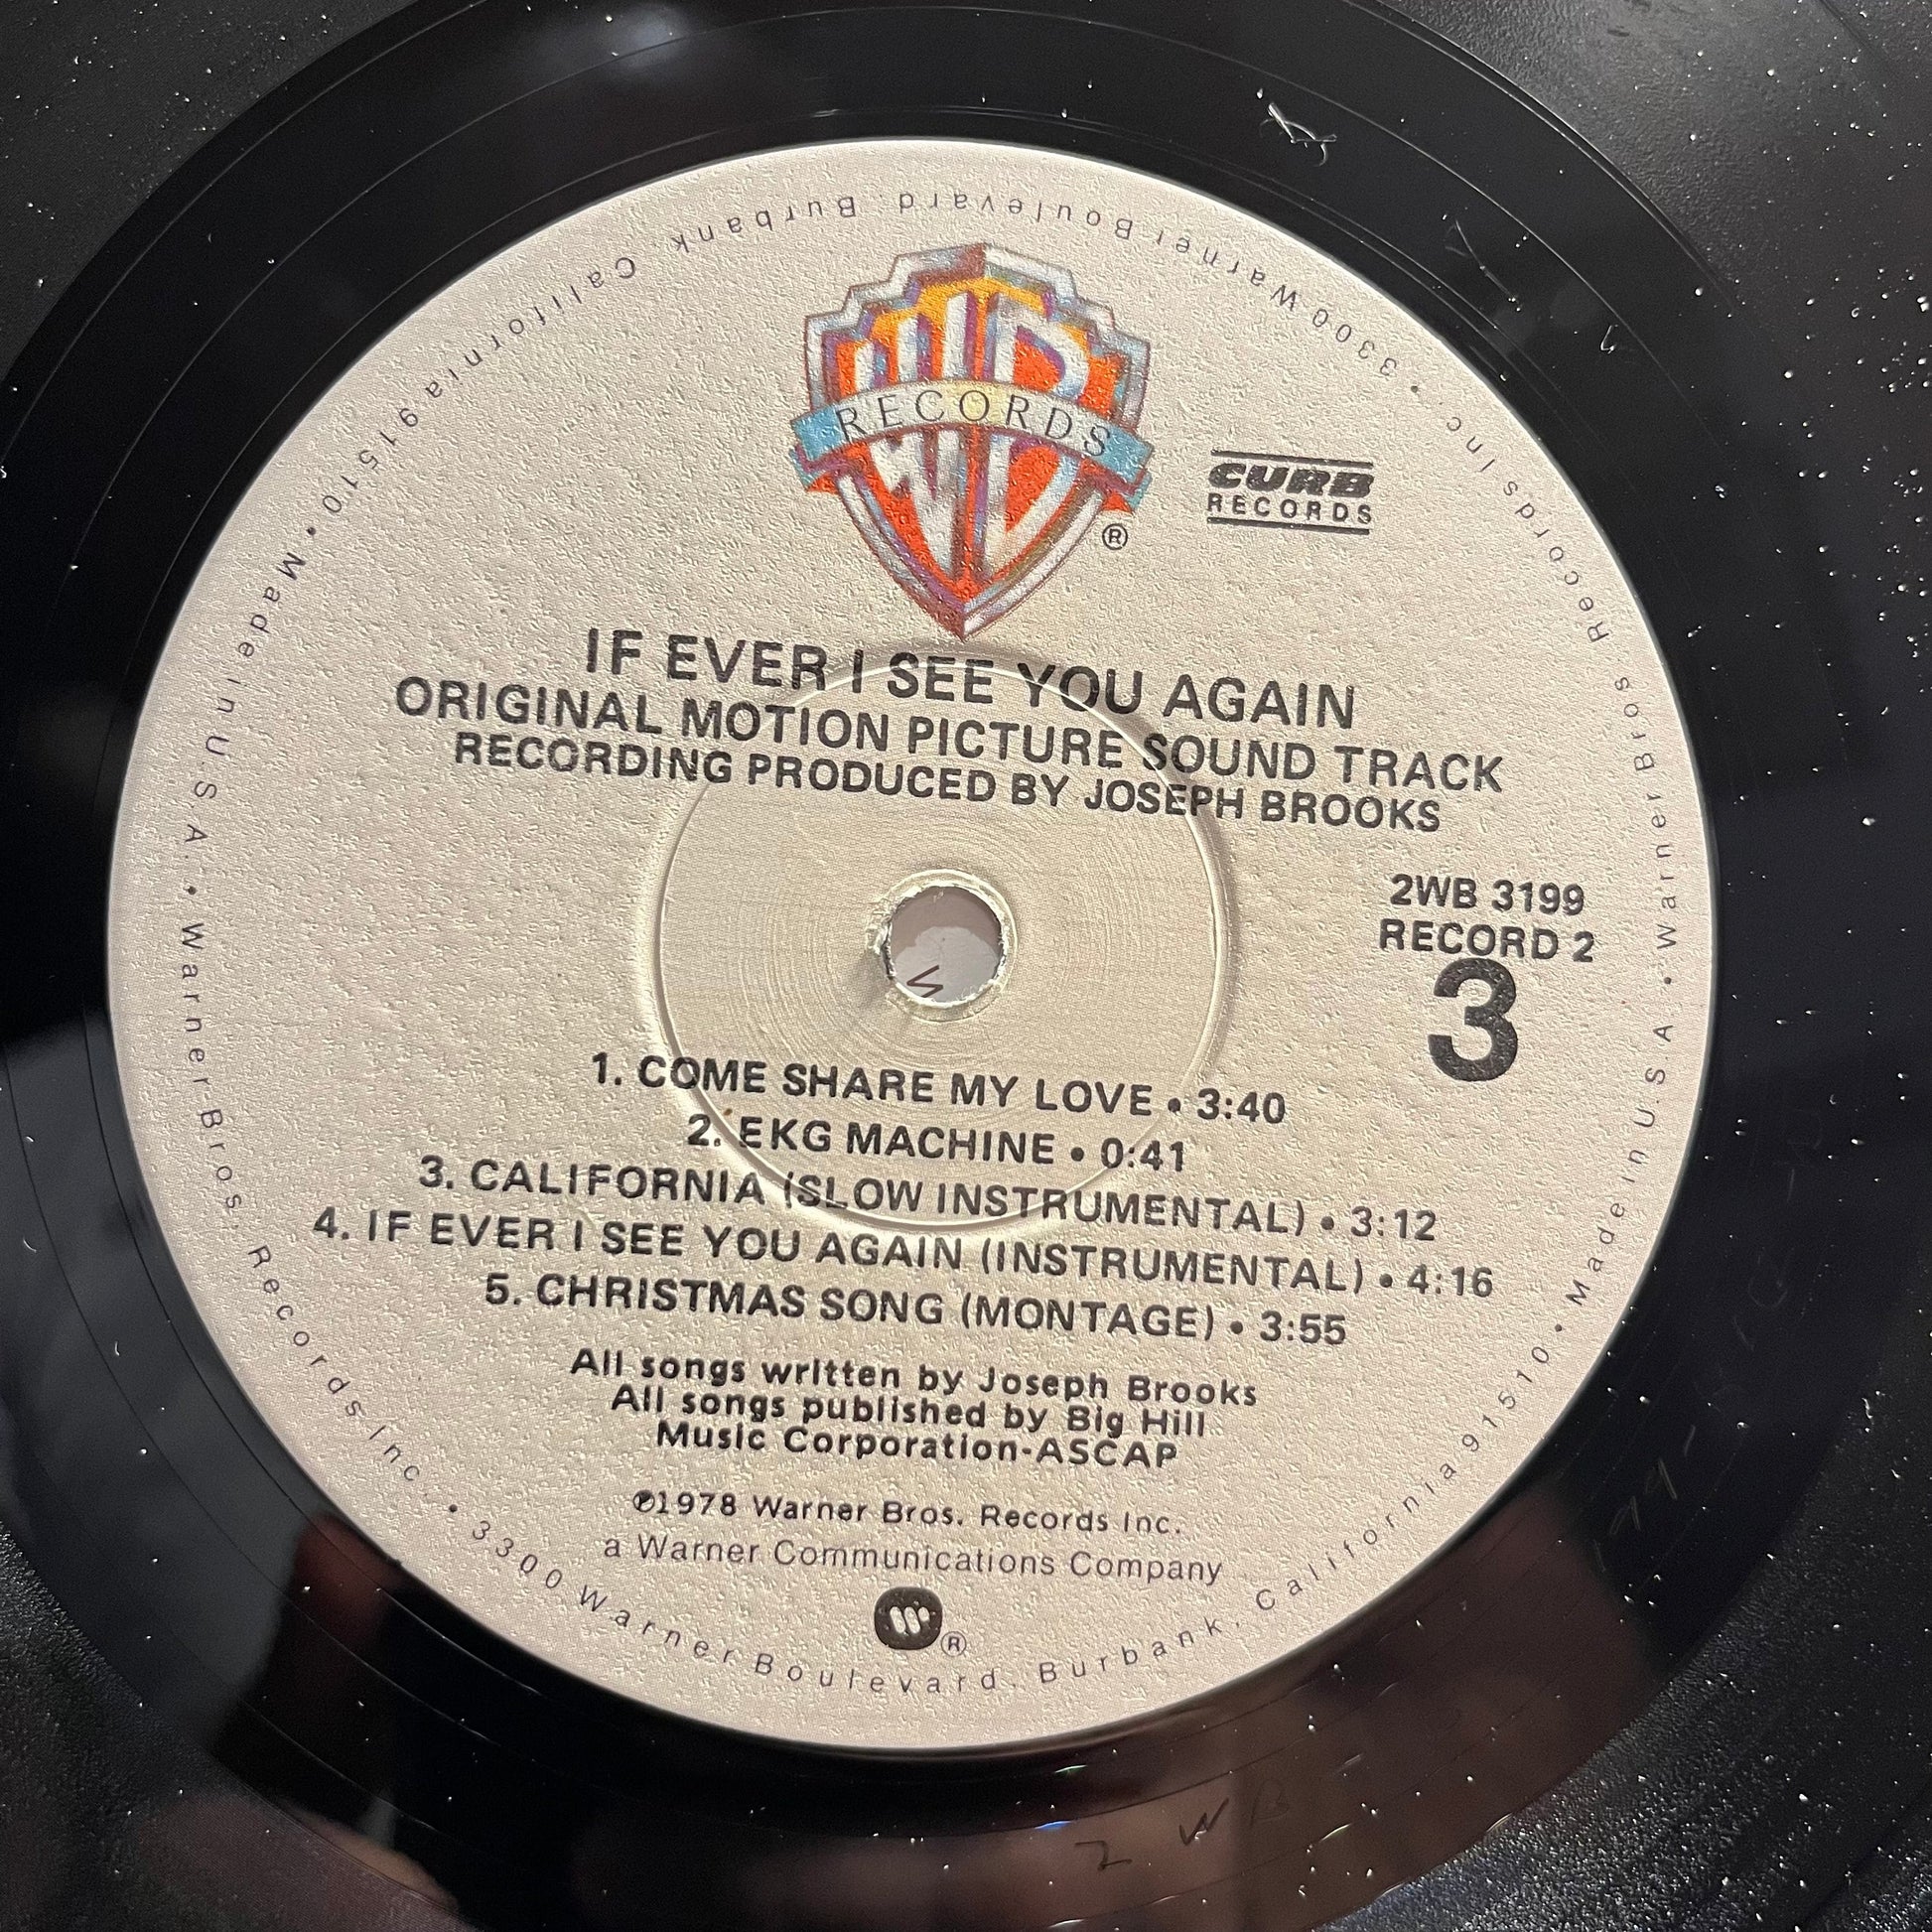 WB
RECORDS
®
CURB
RECORDS
IF EVER I SEE YOU AGAIN
ORIGINAL MOTION PICTURE SOUND TRACK
RECORDING PRODUCED BY JOSEPH BROOKS
2WB 3199
RECORD 2
3
1. COME SHARE MY LOVE • 3:40
2. EKG MACHINE • 0:41
3. CALIFORNIA (SLOW INSTRUMENTAL) • 3:12
4. IF EVER I SEE YOU AGAIN (INSTRUMENTAL) • 4:16
5. CHRISTMAS SONG (MONTAGE) • 3:55
All songs written by Joseph Brooks
All songs published by Big Hill
Music Corporation-ASCAP
℗1978 Warner Bros. Records Inc.
a Warner Communications Company
W ®
Warner Bros. Records Inc. • 3300 Warner Boulevard, Burbank, California 91510 • Made in U.S.A. • Warner Bros. Records Inc. • 3300 Warner Boulevard, Burbank, California 91510 • Made in U.S.A. •
2 WB